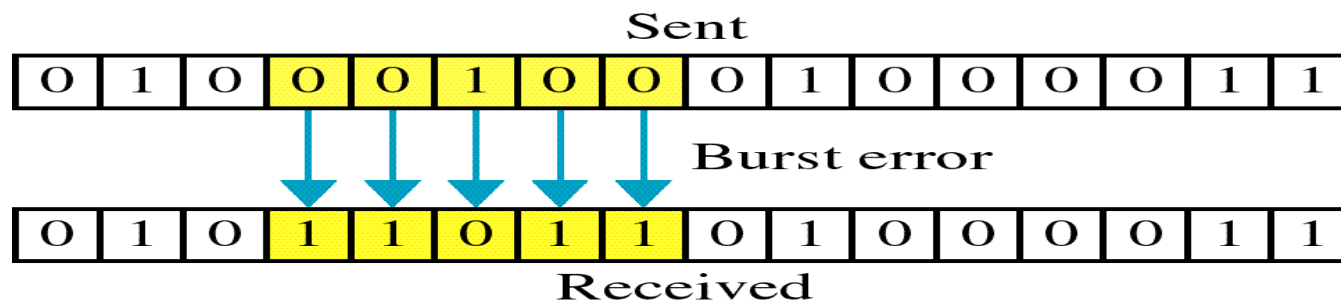 Sent
0 1 0 0 0 1 0 0 0 1 0 0 0 0 1 1
Burst error
0 1 0 1 1 0 1 1 0 1 0 0 0 0 1 1
Received